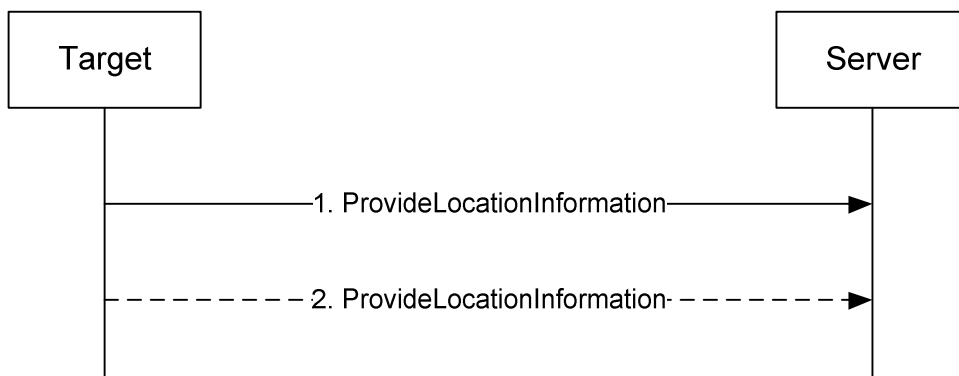 Target
Server
1. ProvideLocationInformation
2. ProvideLocationInformation